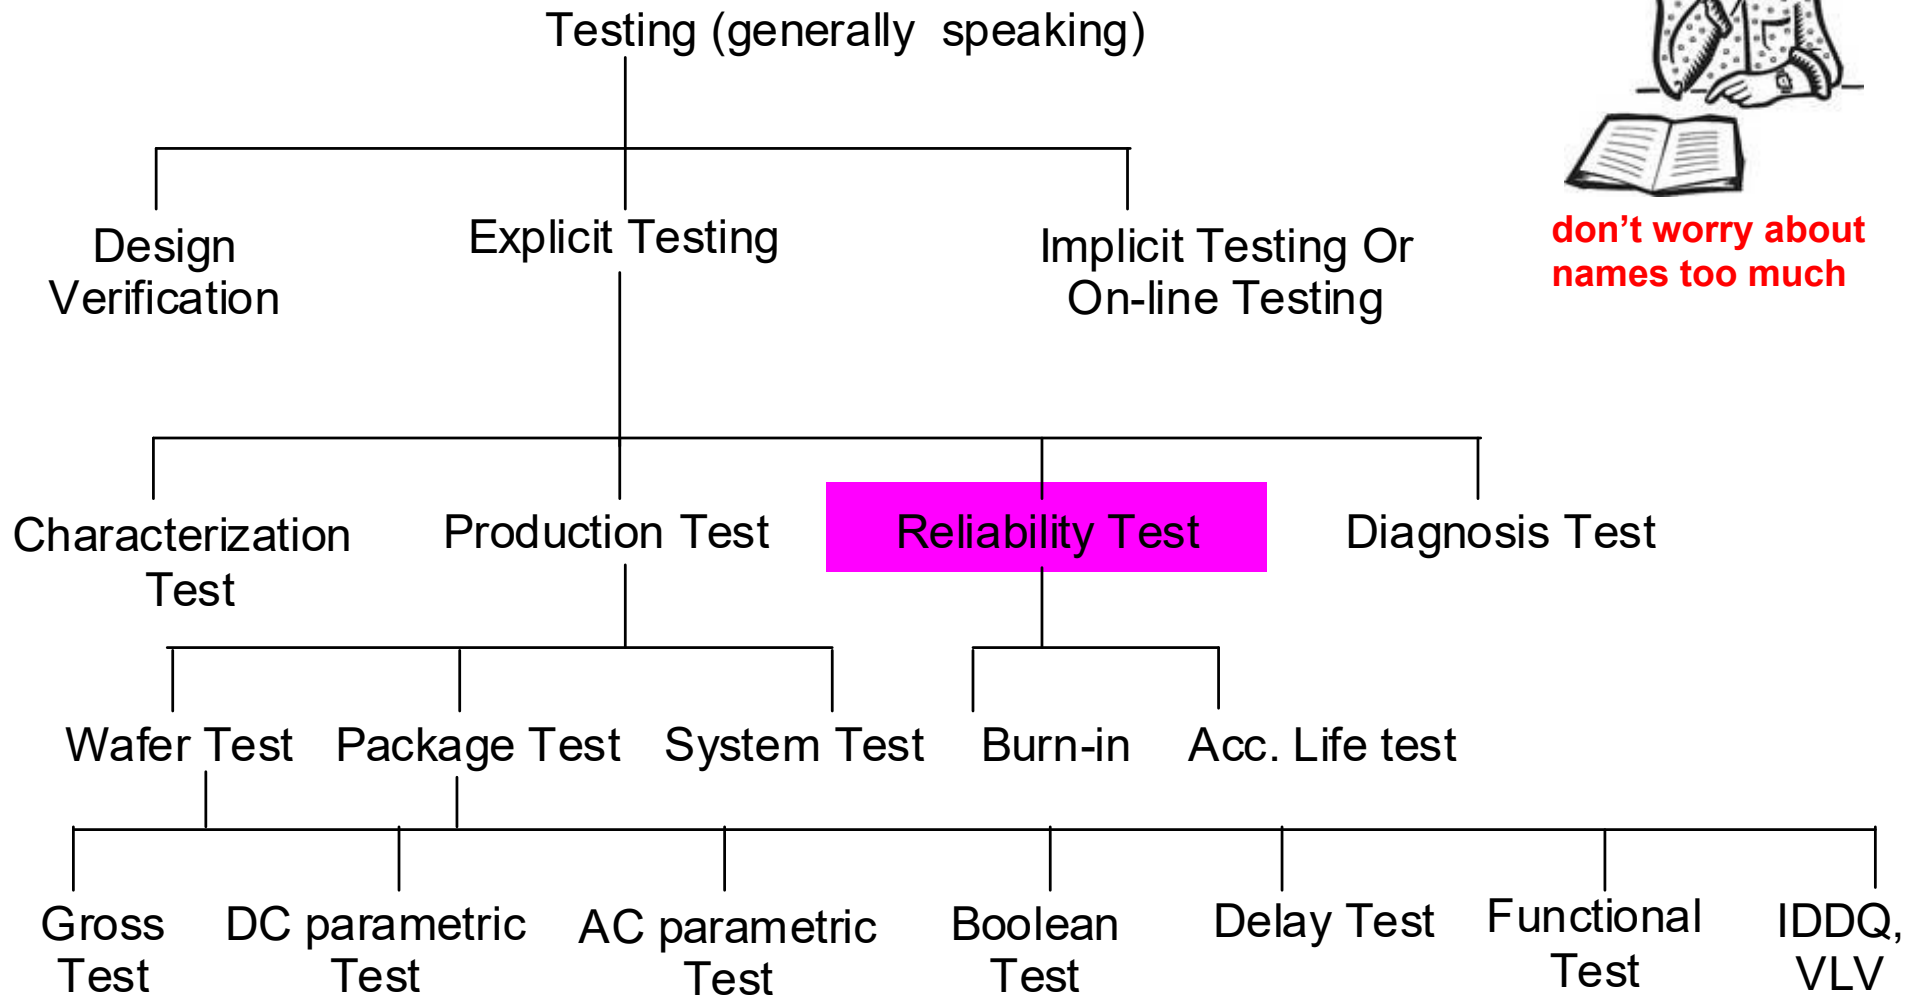 Testing (generally speaking)
Design
Verification
Explicit Testing
Implicit Testing Or
On-line Testing
don't worry about
names too much
Characterization
Test
Production Test
Reliability Test
Diagnosis Test
Wafer Test
Package Test
System Test
Burn-in
Acc. Life test
Gross
Test
DC parametric
Test
AC parametric
Test
Boolean
Test
Delay Test
Functional
Test
IDDQ,
VLV